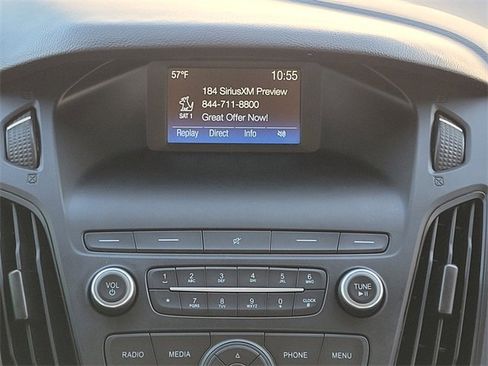 57°F 10:55
184 SiriusXM Preview
844-711-8800
SAT 1 Great Offer Now!
Replay Direct Info
VOL
1 2 ABC 3 DEF 4 GHI 5 JKL 6 MNO
* 7 PQRS 8 TUV 9 WXYZ 0 # CLOCK
TUNE
RADIO MEDIA PHONE MENU